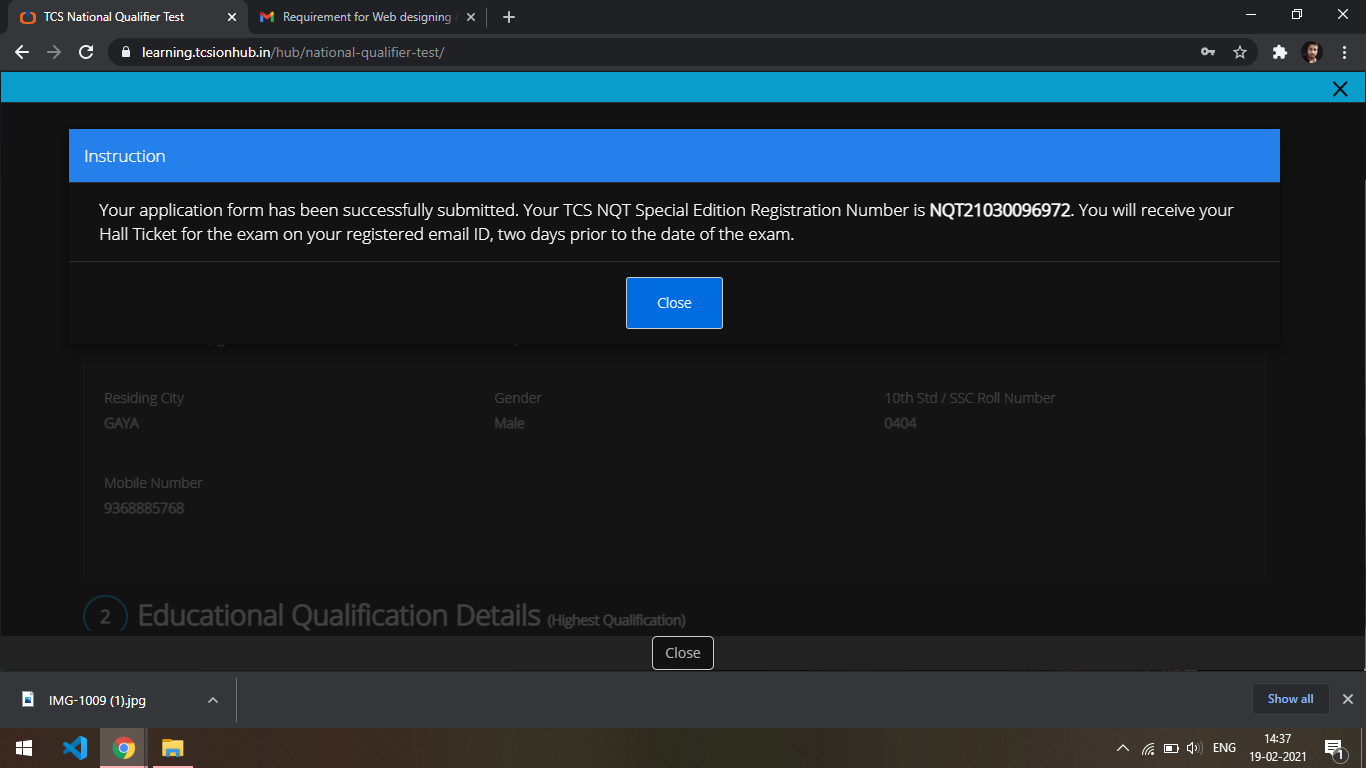 TCS National Qualifier Test
Requirement for Web designing
learning.tcsionhub.in/hub/national-qualifier-test/
Instruction
Your application form has been successfully submitted. Your TCS NQT Special Edition Registration Number is NQT21030096972. You will receive your
Hall Ticket for the exam on your registered email ID, two days prior to the date of the exam.
Close
Residing City
Gender
10th Std / SSC Roll Number
GAYA
Male
0404
Mobile Number
9368885768
2 Educational Qualification Details (Highest Qualification)
Close
IMG-1009 (1).jpg
Show all
ENG
14:37
19-02-2021
1